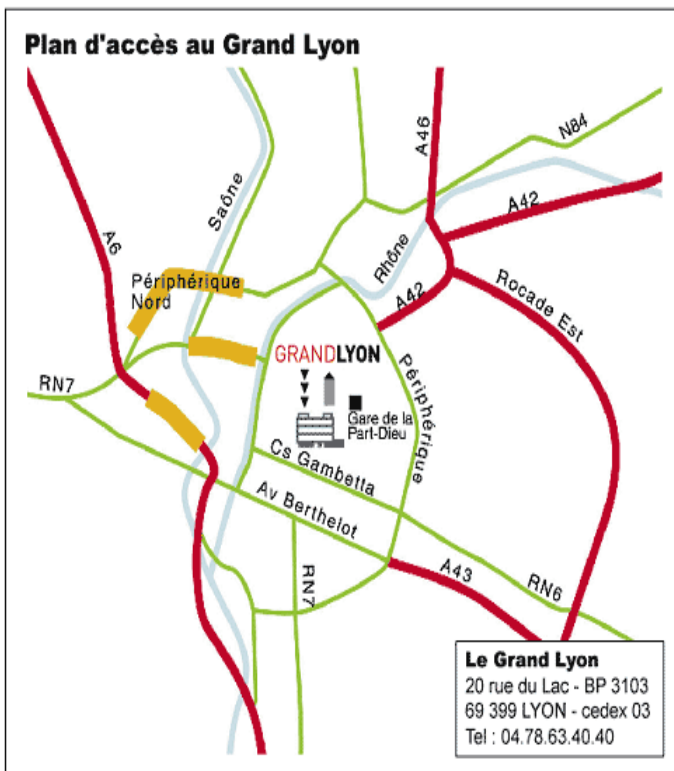 Plan d'accès au Grand Lyon
A46
N84
Saône
A6
A42
Rhône
Périphérique
Nord
A42
Rocade Est
GRANDLYON
Périphérique
RN7
Gare de la
Part-Dieu
Cs Gambetta
Av Berthelot
RN7
A43
RN6
Le Grand Lyon
20 rue du Lac - BP 3103
69 399 LYON - cedex 03
Tel : 04.78.63.40.40